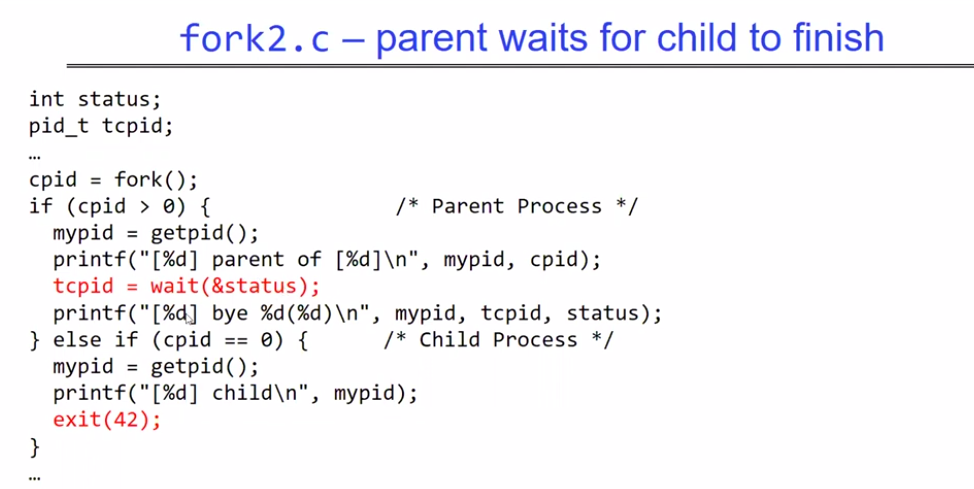 fork2.c – parent waits for child to finish
int status;
pid_t tcpid;
…
cpid = fork();
if (cpid > 0) {                 /* Parent Process */
  mypid = getpid();
  printf("[%d] parent of [%d]\n", mypid, cpid);
  tcpid = wait(&status);
  printf("[%d] bye %d(%d)\n", mypid, tcpid, status);
} else if (cpid == 0) {       /* Child Process */
  mypid = getpid();
  printf("[%d] child\n", mypid);
  exit(42);
}
…